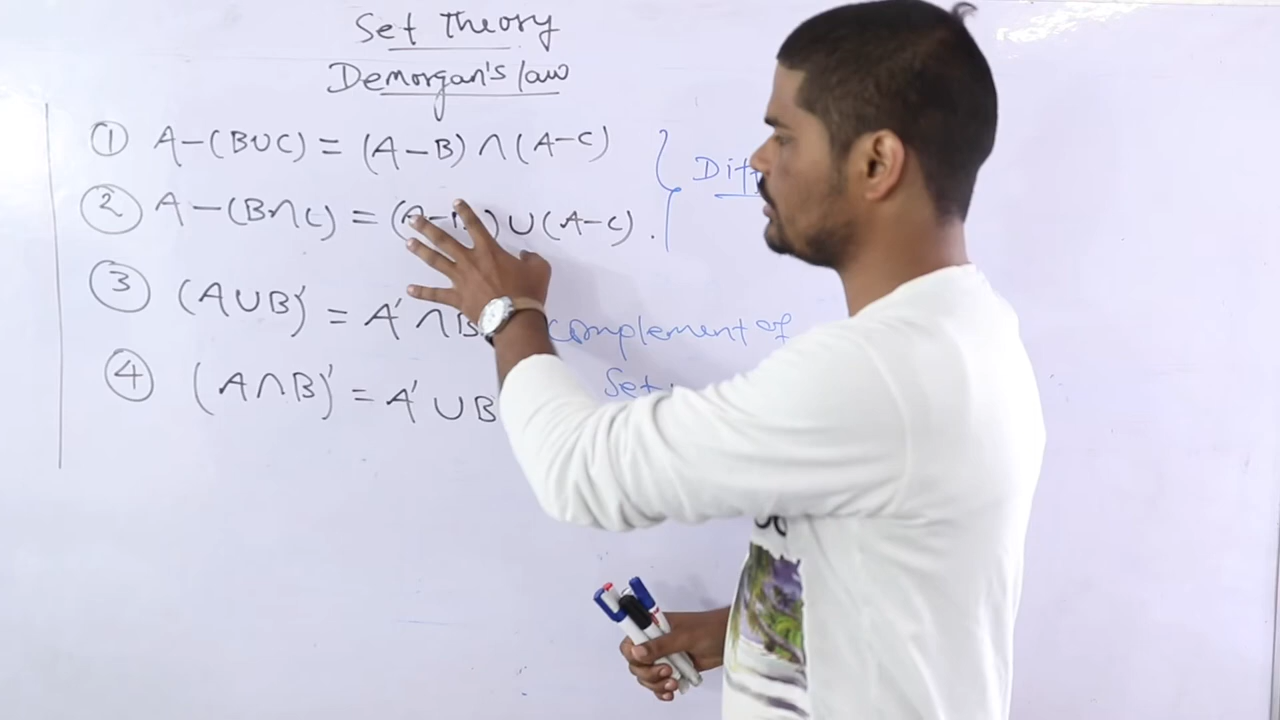 Set Theory
Demorgan's law
① A-(B∪C) = (A-B)∩(A-C)
② A-(B∩C) = (A- )∪(A-C).
③ (A∪B)' = A'∩B
complement of
④ (A∩B)' = A'∪B
Set